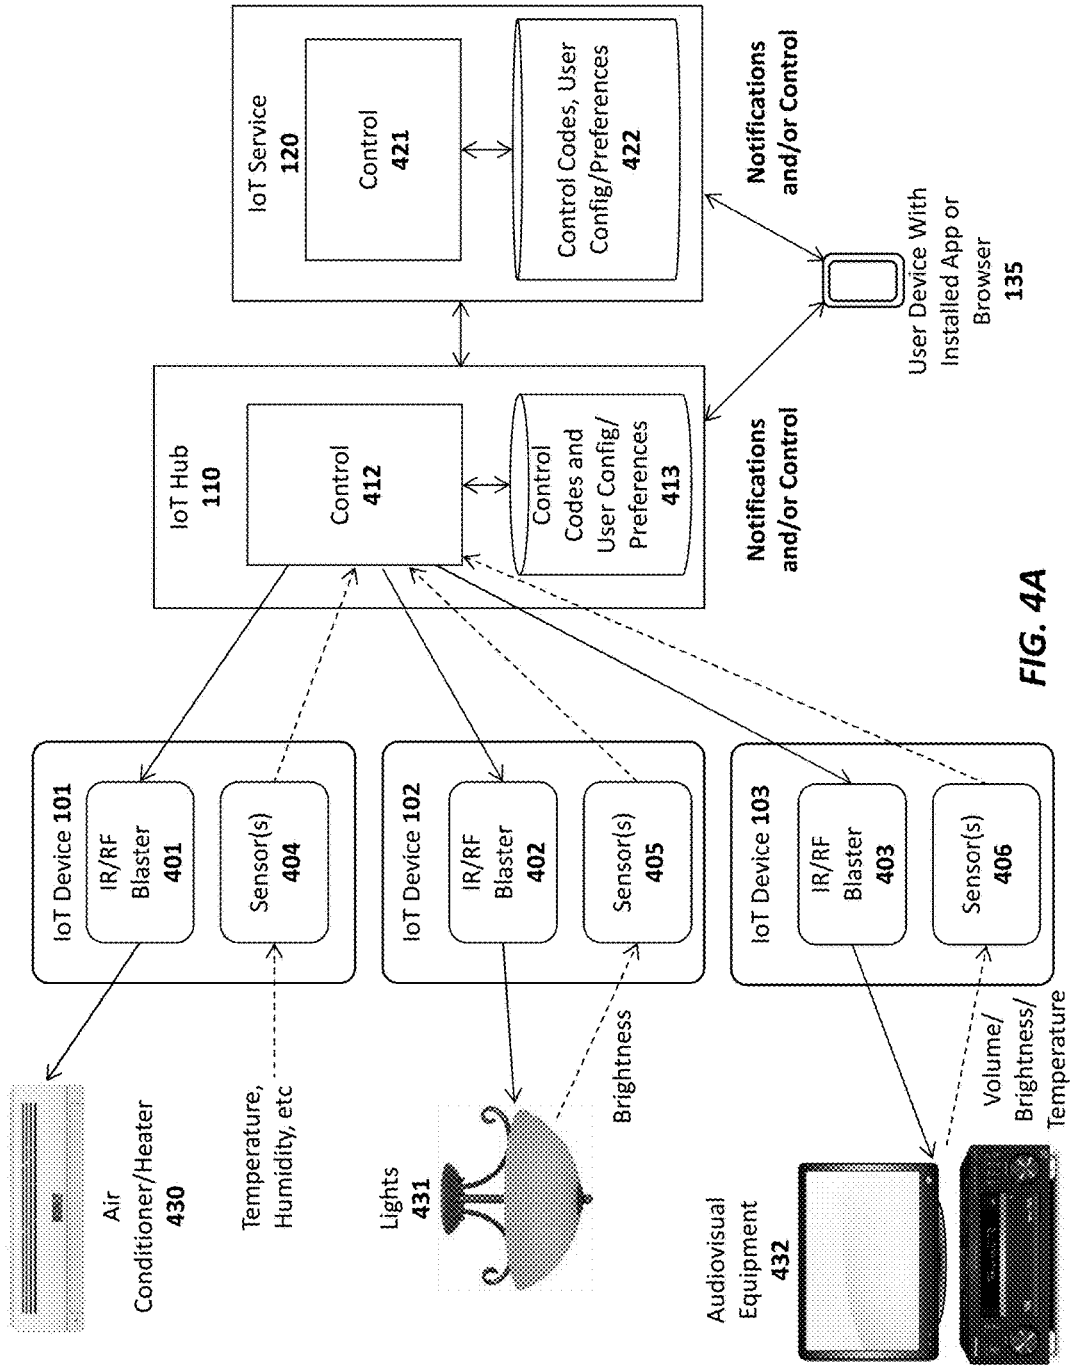 Air
Conditioner/Heater
430
Temperature,
Humidity, etc
Lights
431
Brightness
Audiovisual
Equipment
432
Volume/
Brightness/
Temperature
IoT Device 101
IR/RF
Blaster
401
Sensor(s)
404
IoT Device 102
IR/RF
Blaster
402
Sensor(s)
405
IoT Device 103
IR/RF
Blaster
403
Sensor(s)
406
IoT Hub
110
Control
412
Control
Codes and
User Config/
Preferences
413
Notifications
and/or Control
IoT Service
120
Control
421
Control Codes, User
Config/Preferences
422
Notifications
and/or Control
User Device With
Installed App or
Browser
135
FIG. 4A